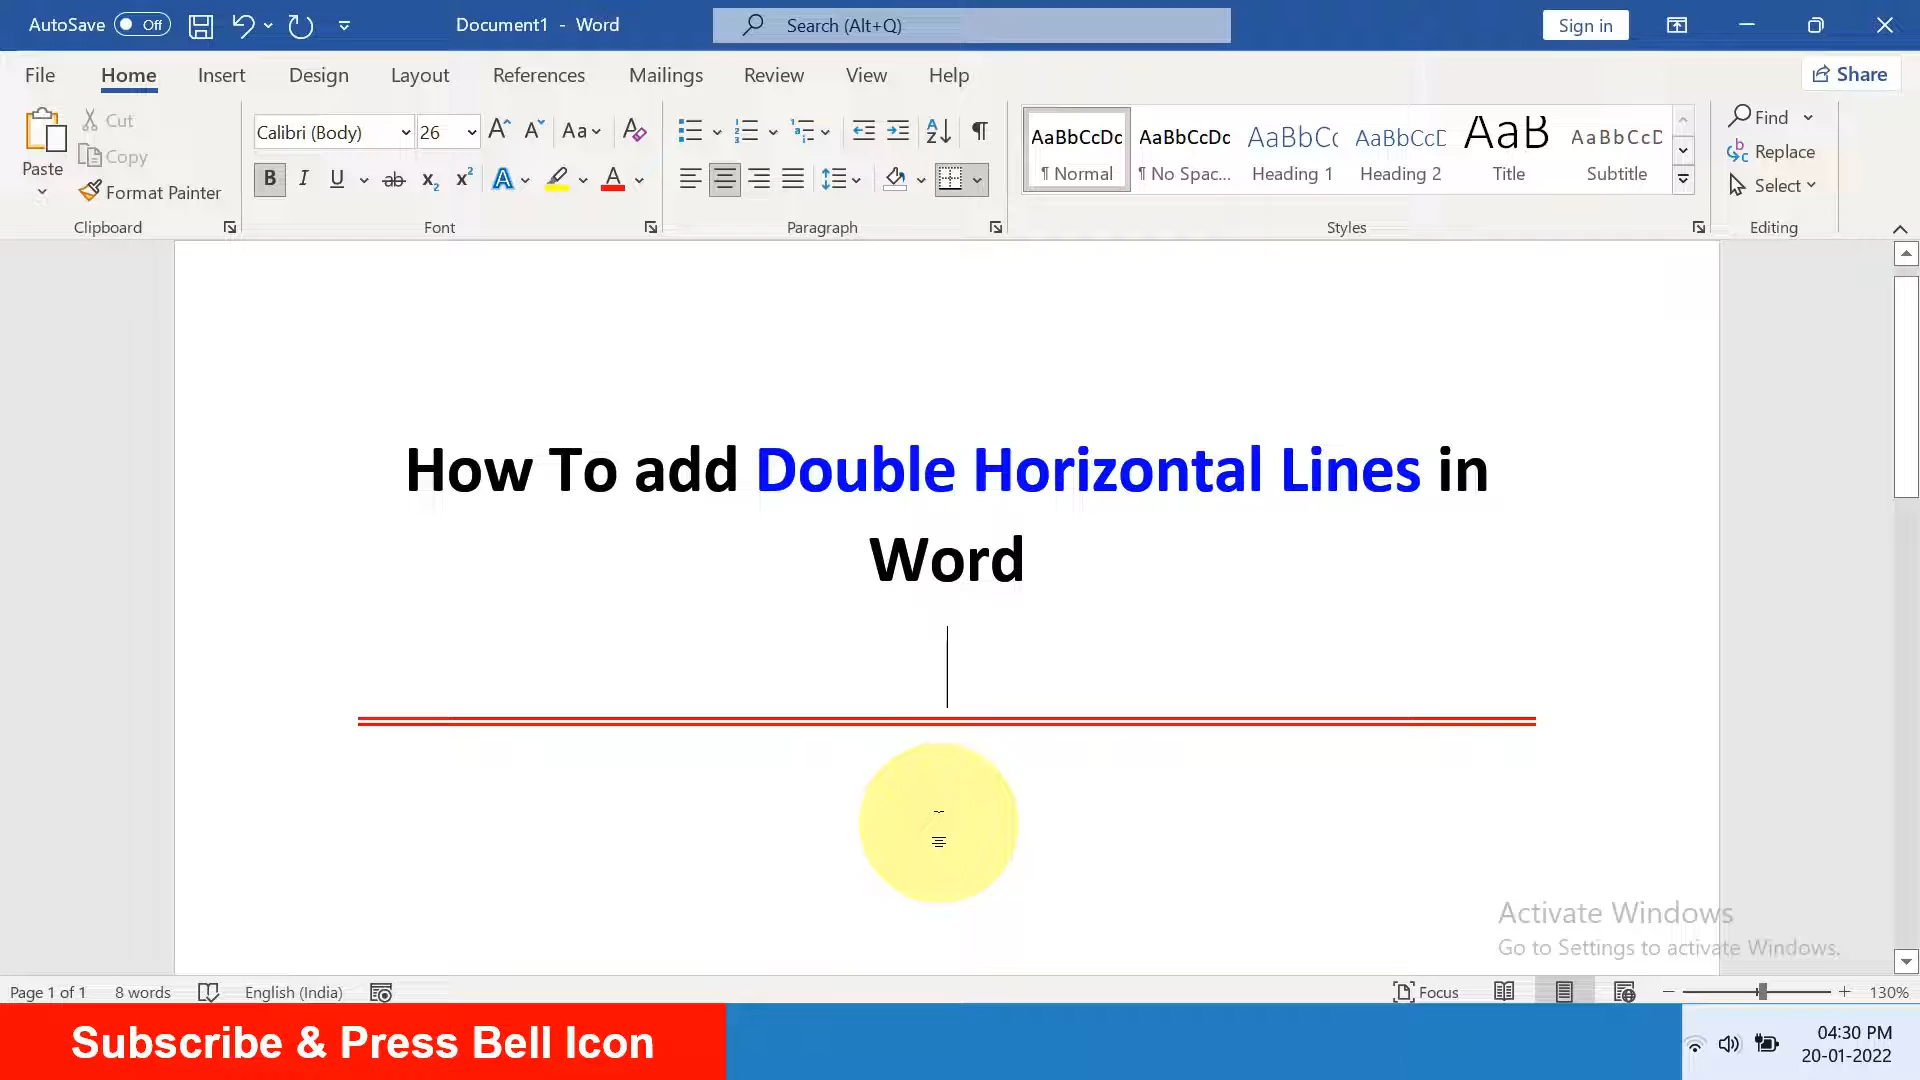 AutoSave Off Document1 - Word Search (Alt+Q) Sign in
File Home Insert Design Layout References Mailings Review View Help Share
Paste
Cut
Copy
Format Painter
Clipboard
Calibri (Body) 26
Font
Paragraph
AaBbCcDc AaBbCcDc AaBbCc AaBbCcD AaB AaBbCcD
¶ Normal ¶ No Spac... Heading 1 Heading 2 Title Subtitle
Styles
Find
Replace
Select
Editing
How To add Double Horizontal Lines in
Word
Activate Windows
Go to Settings to activate Windows.
Page 1 of 1 8 words English (India) Focus 130%
Subscribe & Press Bell Icon
04:30 PM
20-01-2022